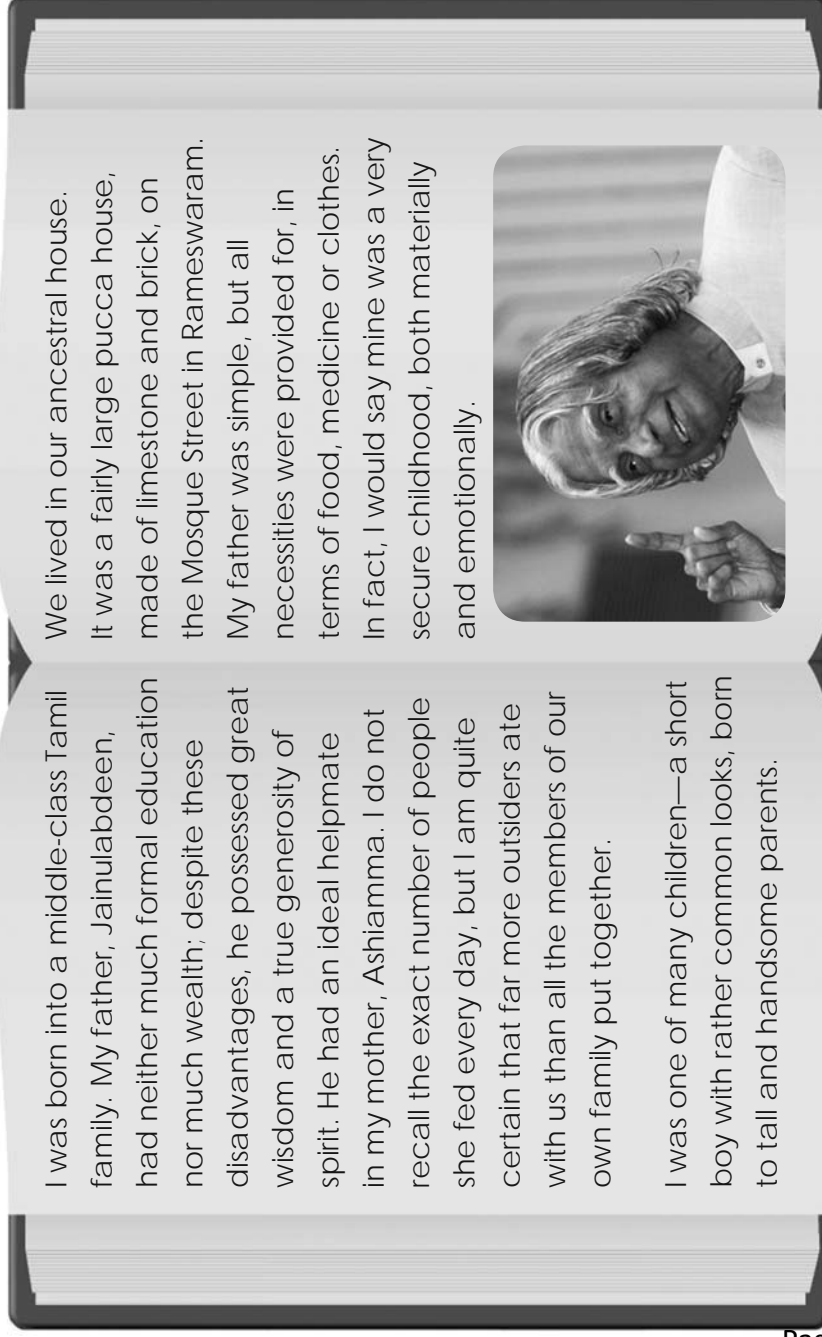 I was born into a middle-class Tamil
family. My father, Jainulabdeen,
had neither much formal education
nor much wealth; despite these
disadvantages, he possessed great
wisdom and a true generosity of
spirit. He had an ideal helpmate
in my mother, Ashiamma. I do not
recall the exact number of people
she fed every day, but I am quite
certain that far more outsiders ate
with us than all the members of our
own family put together.
I was one of many children—a short
boy with rather common looks, born
to tall and handsome parents.
We lived in our ancestral house.
It was a fairly large pucca house,
made of limestone and brick, on
the Mosque Street in Rameswaram.
My father was simple, but all
necessities were provided for, in
terms of food, medicine or clothes.
In fact, I would say mine was a very
secure childhood, both materially
and emotionally.